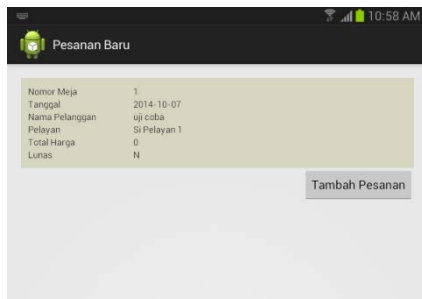 10:58 AM
Pesanan Baru
Nomor Meja 1
Tanggal 2014-10-07
Nama Pelanggan uji coba
Pelayan Si Pelayan 1
Total Harga 0
Lunas N
Tambah Pesanan